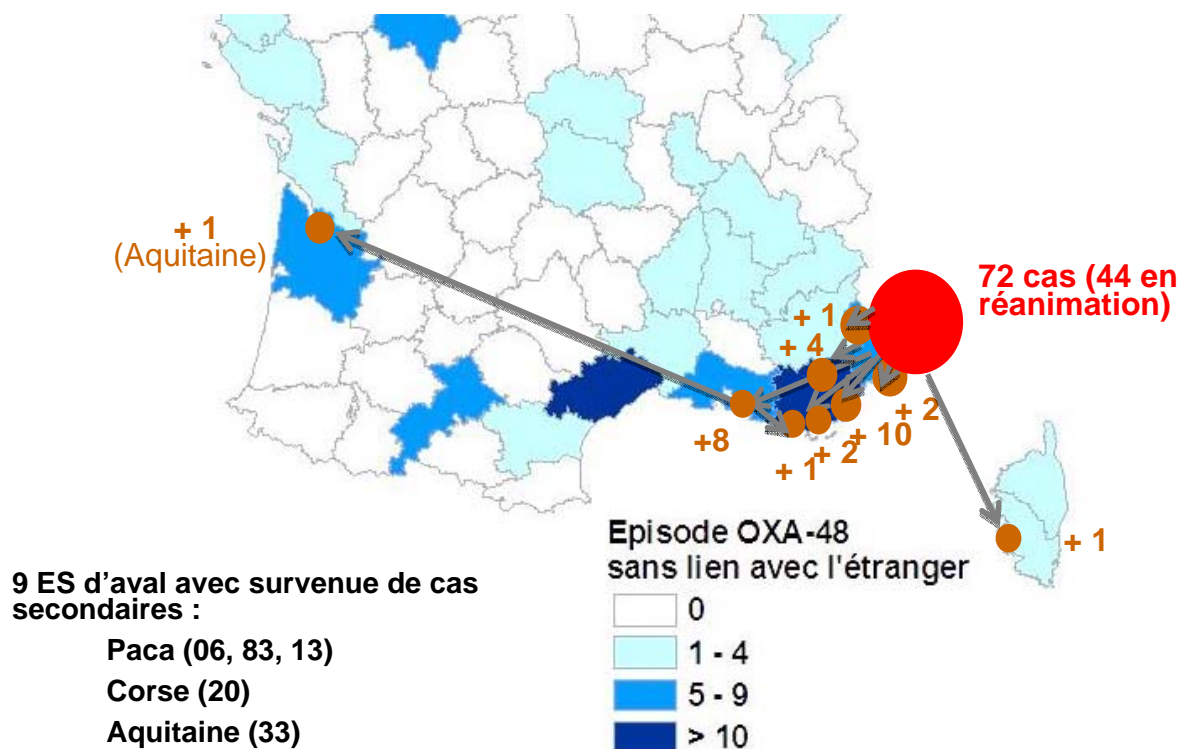 + 1
(Aquitaine)
72 cas (44 en
réanimation)
+ 1
+ 4
+ 2
+8
+ 10
+ 2
+ 1
+ 1
Episode OXA-48
sans lien avec l'étranger
0
1 - 4
5 - 9
> 10
9 ES d’aval avec survenue de cas
secondaires :
Paca (06, 83, 13)
Corse (20)
Aquitaine (33)